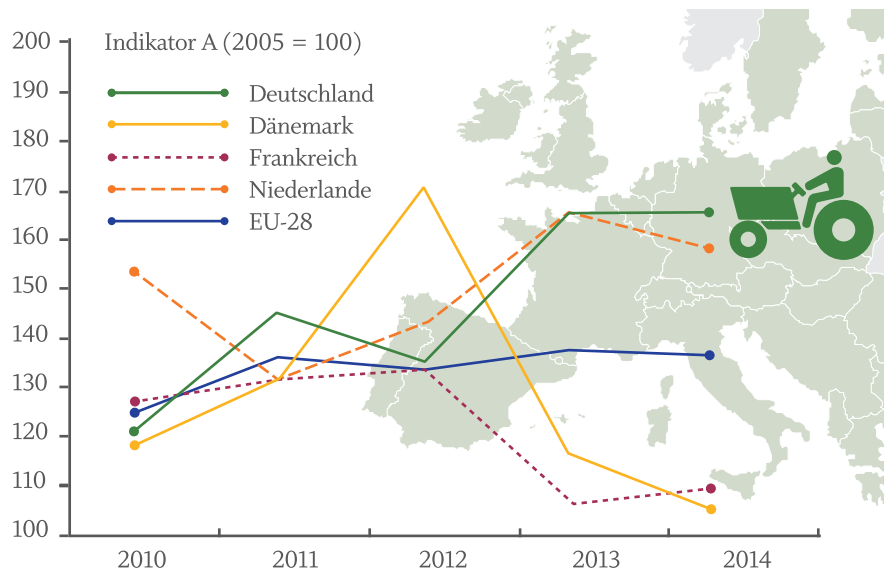 Indikator A (2005 = 100)
Deutschland
Dänemark
Frankreich
Niederlande
EU-28
200
190
180
170
160
150
140
130
120
110
100
2010 2011 2012 2013 2014